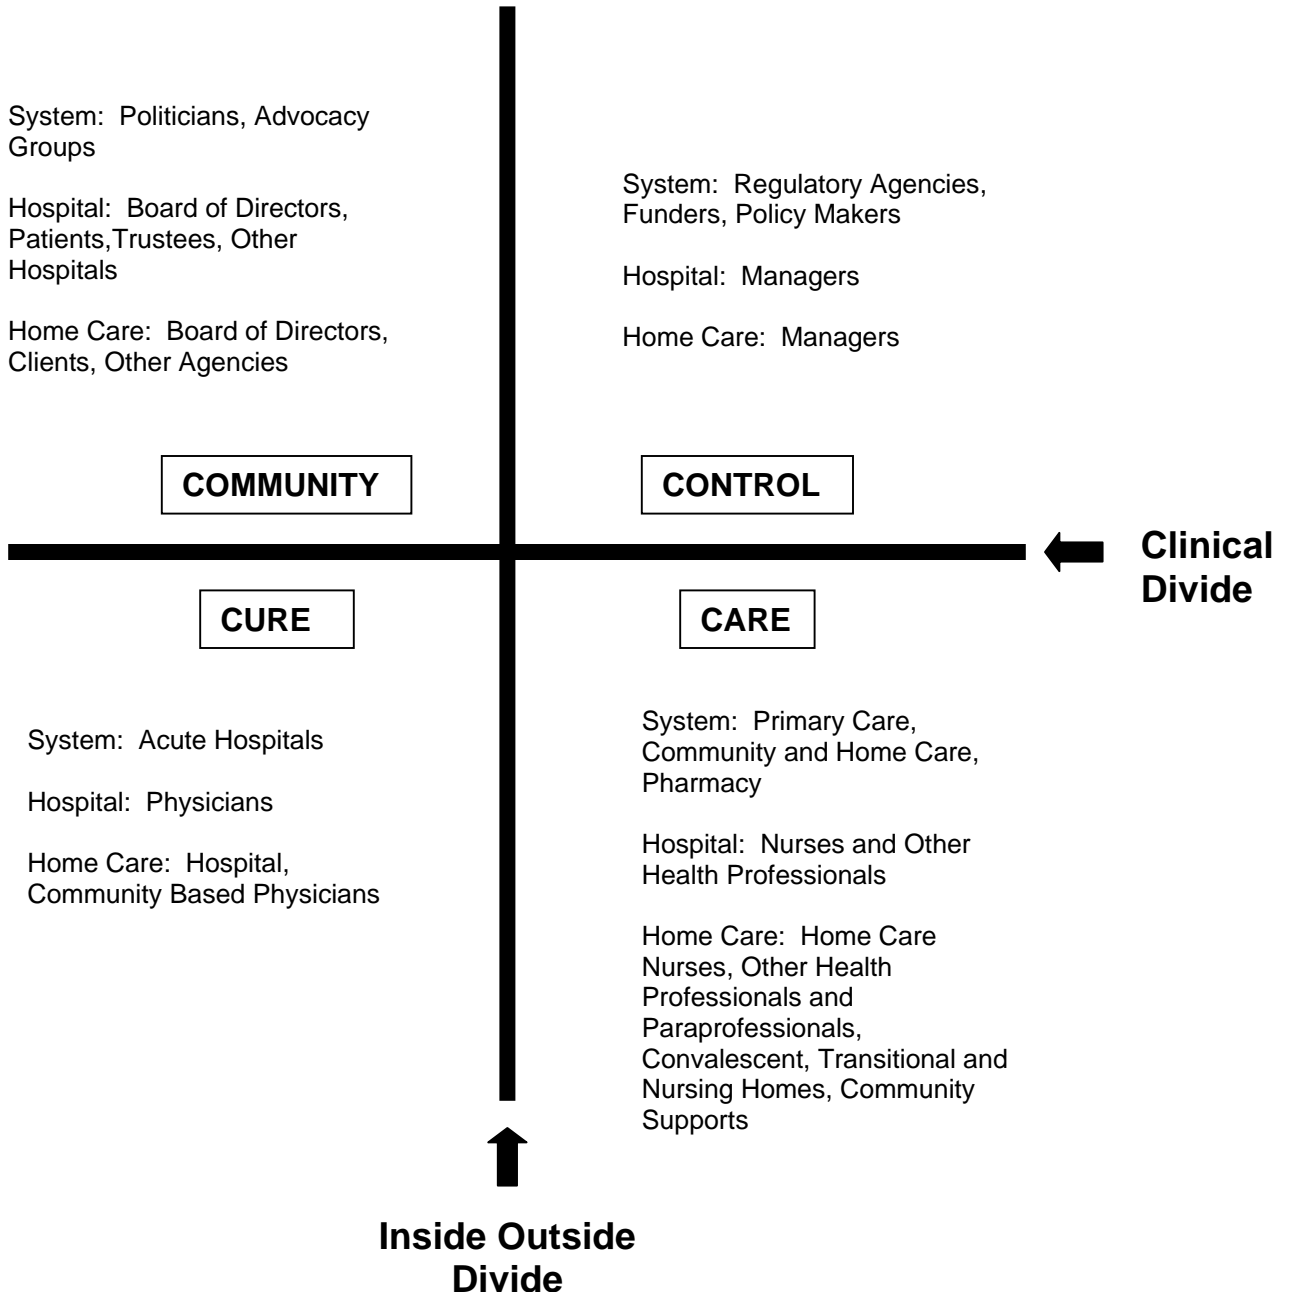 System:  Politicians, Advocacy
Groups
Hospital:  Board of Directors,
Patients,Trustees, Other
Hospitals
Home Care:  Board of Directors,
Clients, Other Agencies
COMMUNITY
System:  Regulatory Agencies,
Funders, Policy Makers
Hospital:  Managers
Home Care:  Managers
CONTROL
Clinical
Divide
CURE
System:  Acute Hospitals
Hospital:  Physicians
Home Care:  Hospital,
Community Based Physicians
CARE
System:  Primary Care,
Community and Home Care,
Pharmacy
Hospital:  Nurses and Other
Health Professionals
Home Care:  Home Care
Nurses, Other Health
Professionals and
Paraprofessionals,
Convalescent, Transitional and
Nursing Homes, Community
Supports
Inside Outside
Divide